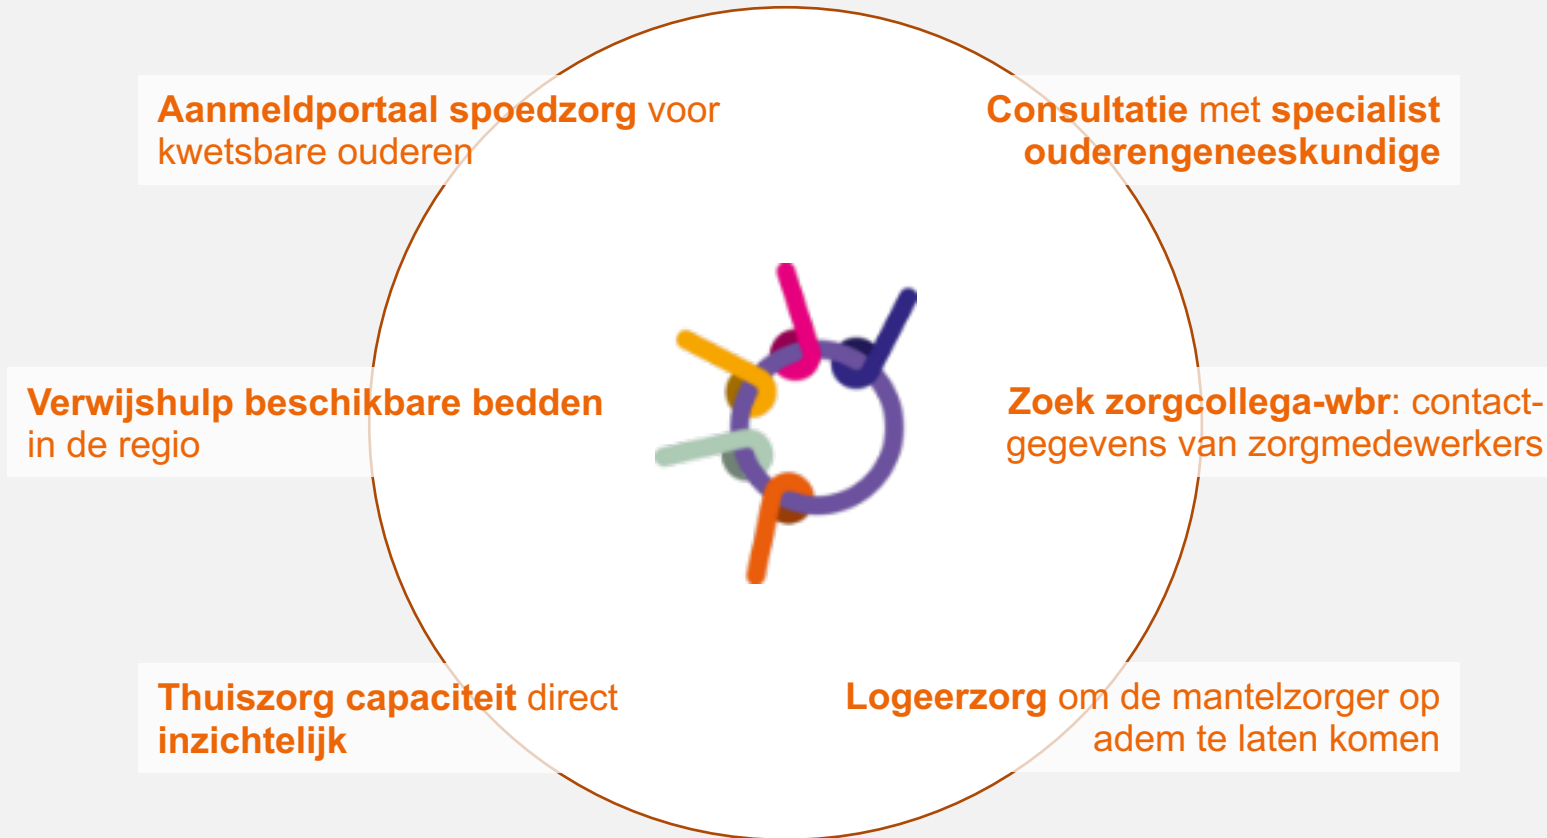 Aanmeldportaal spoedzorg voor
kwetsbare ouderen
Consultatie met specialist
ouderengeneeskundige
Verwijshulp beschikbare bedden
in de regio
Zoek zorgcollega-wbr: contact-
gegevens van zorgmedewerkers
Thuiszorg capaciteit direct
inzichtelijk
Logeerzorg om de mantelzorger op
adem te laten komen